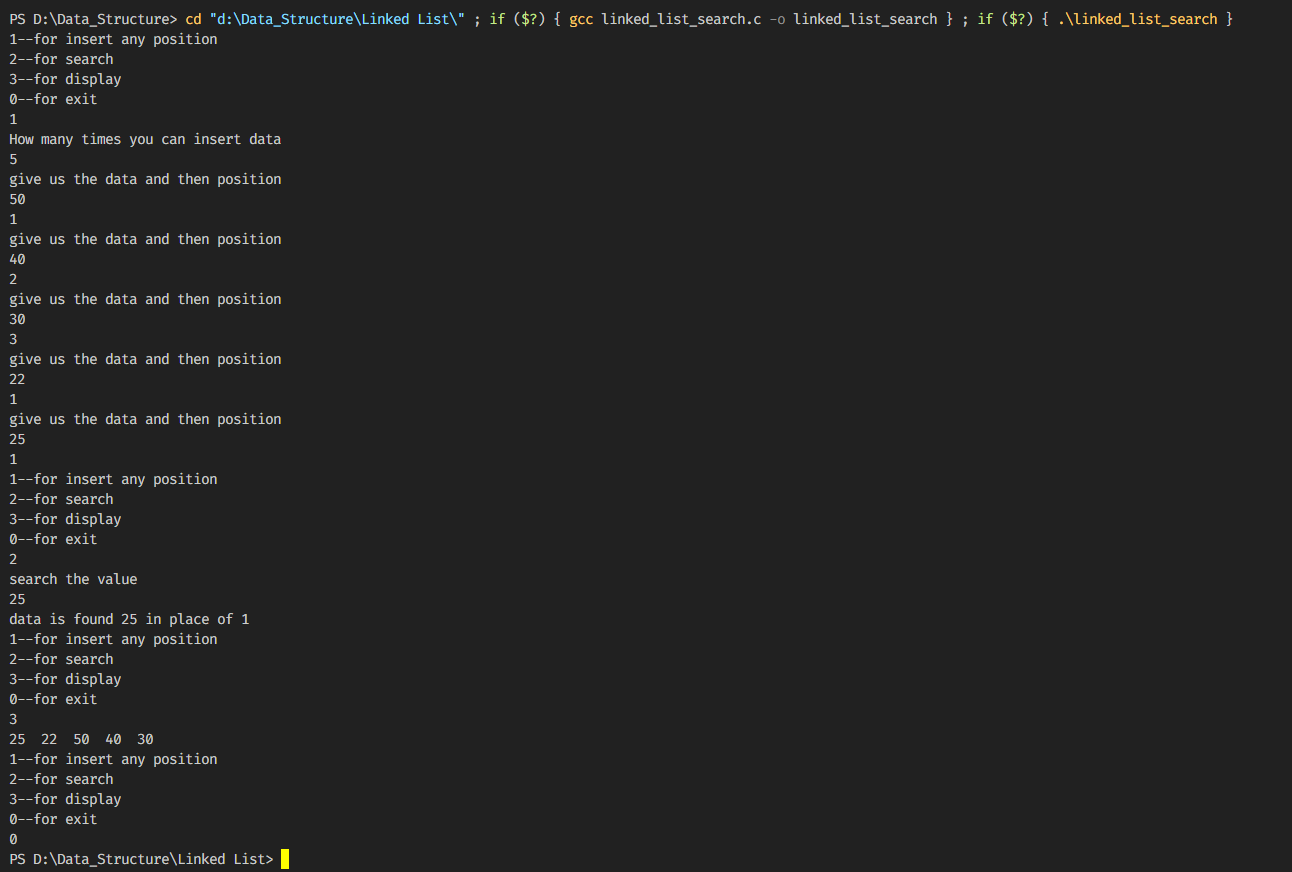 PS D:\Data_Structure> cd "d:\Data_Structure\Linked List\" ; if ($?) { gcc linked_list_search.c -o linked_list_search } ; if ($?) { .\linked_list_search }
1--for insert any position
2--for search
3--for display
0--for exit
1
How many times you can insert data
5
give us the data and then position
50
1
give us the data and then position
40
2
give us the data and then position
30
3
give us the data and then position
22
1
give us the data and then position
25
1
1--for insert any position
2--for search
3--for display
0--for exit
2
search the value
25
data is found 25 in place of 1
1--for insert any position
2--for search
3--for display
0--for exit
3
25  22  50  40  30
1--for insert any position
2--for search
3--for display
0--for exit
0
PS D:\Data_Structure\Linked List>